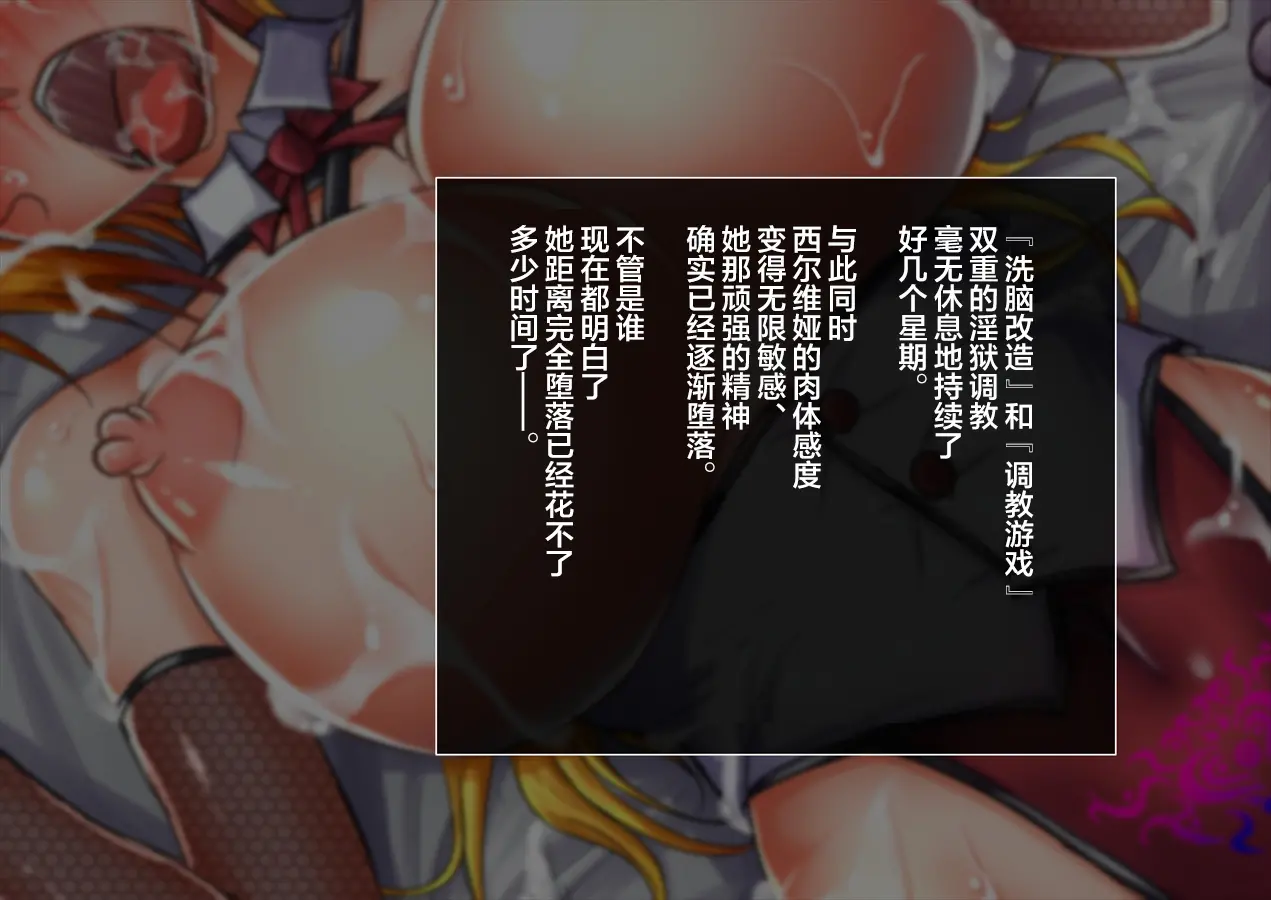 『洗脑改造』和『调教游戏』
双重的淫狱调教
毫无休息地持续了
好几个星期。
与此同时
西尔维娅的肉体感度
变得无限敏感、
她那顽强的精神
确实已经逐渐堕落。
不管是谁
现在都明白了
她距离完全堕落已经花不了
多少时间了——。